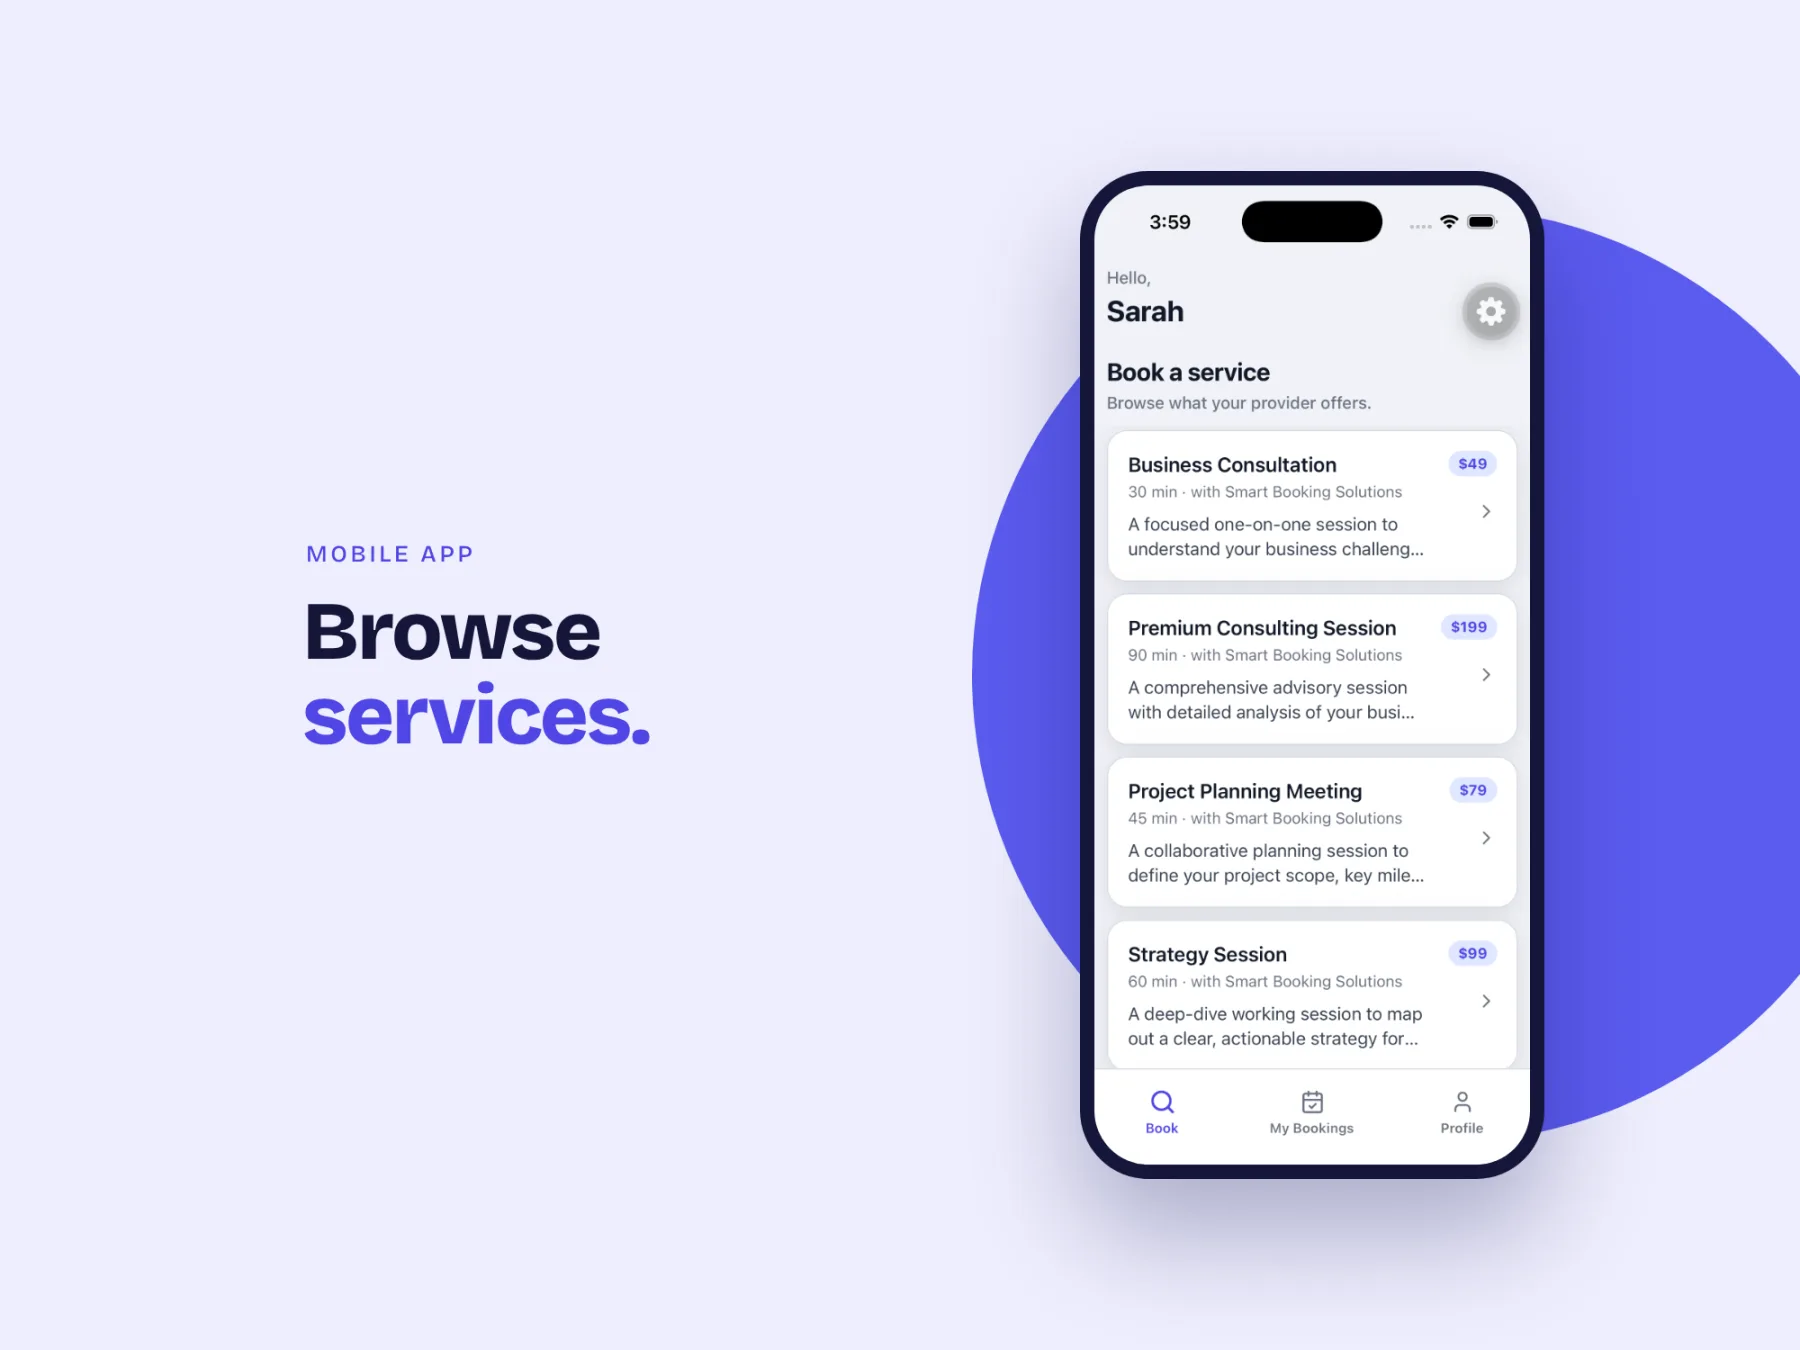 MOBILE APP
Browse
services.
3:59
Hello,
Sarah
Book a service
Browse what your provider offers.
Business Consultation
$49
30 min · with Smart Booking Solutions
A focused one-on-one session to
understand your business challeng...
Premium Consulting Session
$199
90 min · with Smart Booking Solutions
A comprehensive advisory session
with detailed analysis of your busi...
Project Planning Meeting
$79
45 min · with Smart Booking Solutions
A collaborative planning session to
define your project scope, key mile...
Strategy Session
$99
60 min · with Smart Booking Solutions
A deep-dive working session to map
out a clear, actionable strategy for...
Book
My Bookings
Profile